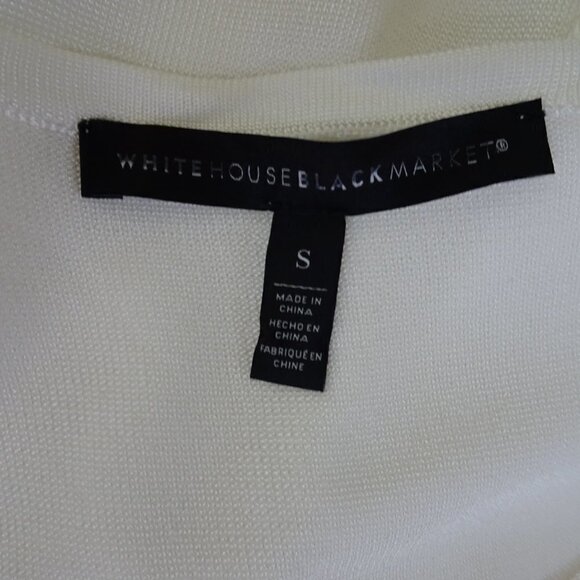 WHITEHOUSEBLACKMARKET®
S
MADE IN
CHINA
HECHO EN
CHINA
FABRIQUÉ EN
CHINE